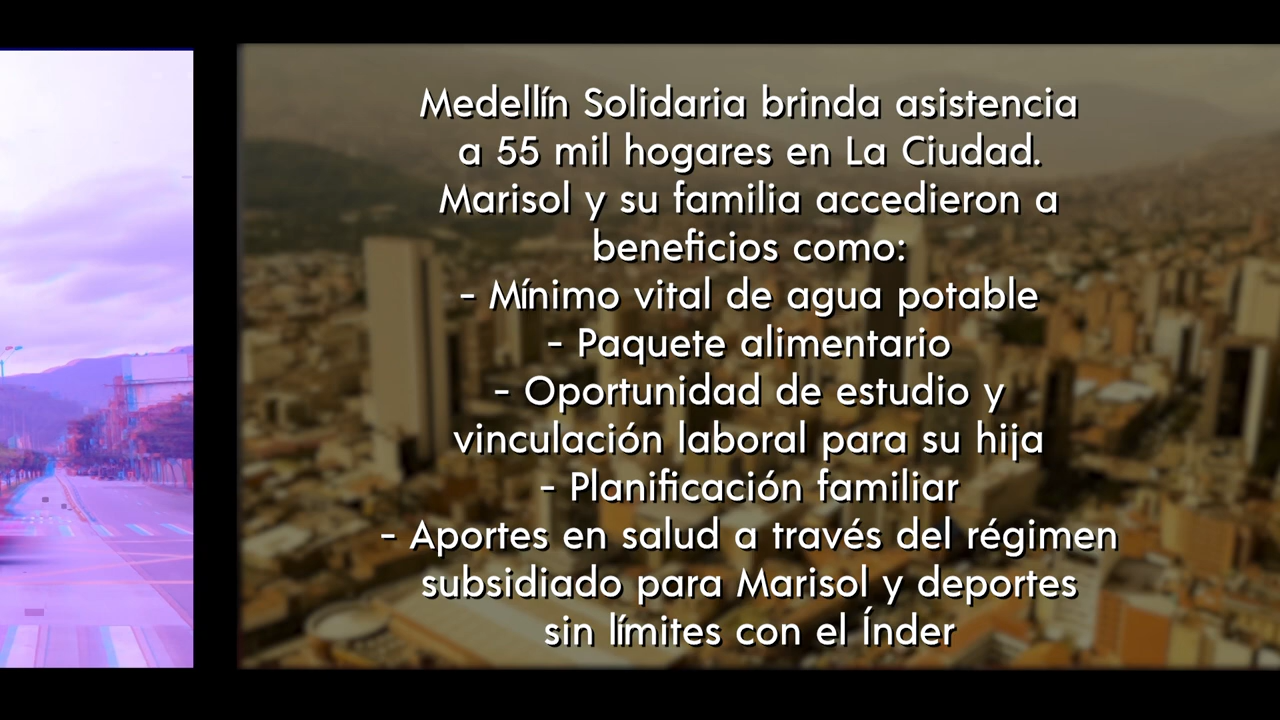 Medellín Solidaria brinda asistencia
a 55 mil hogares en La Ciudad.
Marisol y su familia accedieron a
beneficios como:
- Mínimo vital de agua potable
- Paquete alimentario
- Oportunidad de estudio y
vinculación laboral para su hija
- Planificación familiar
- Aportes en salud a través del régimen
subsidiado para Marisol y deportes
sin límites con el Índer